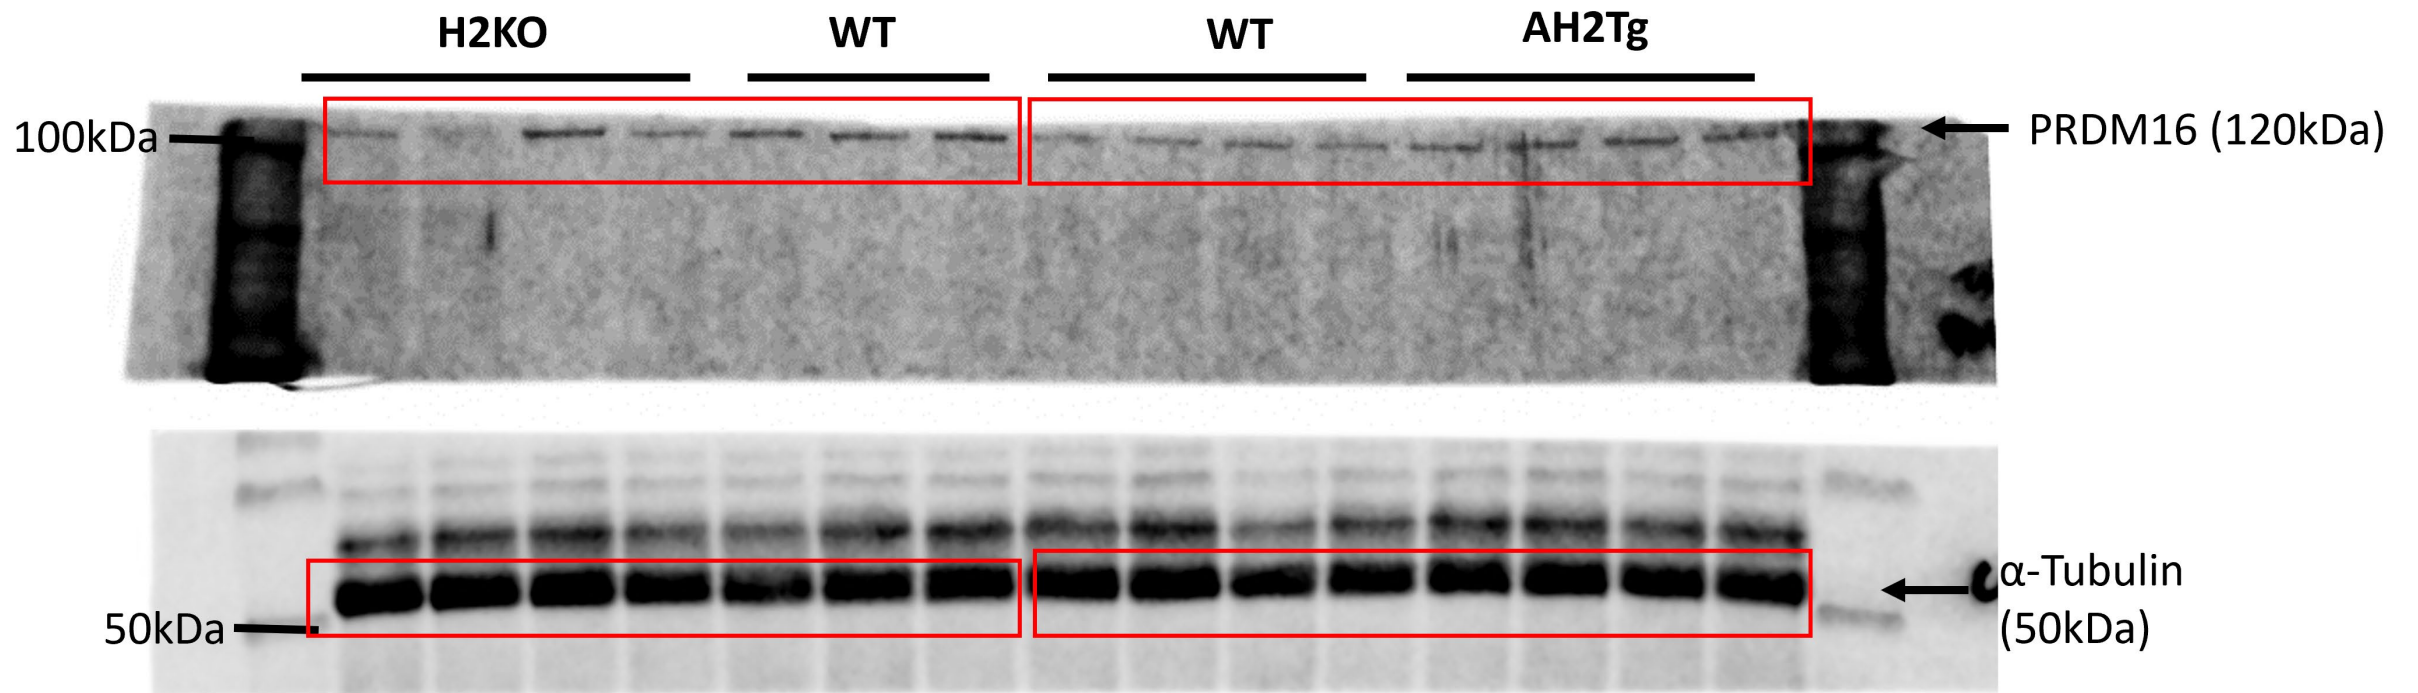 H2KO WT WT AH2Tg
100kDa PRDM16 (120kDa)
α-Tubulin
50kDa (50kDa)